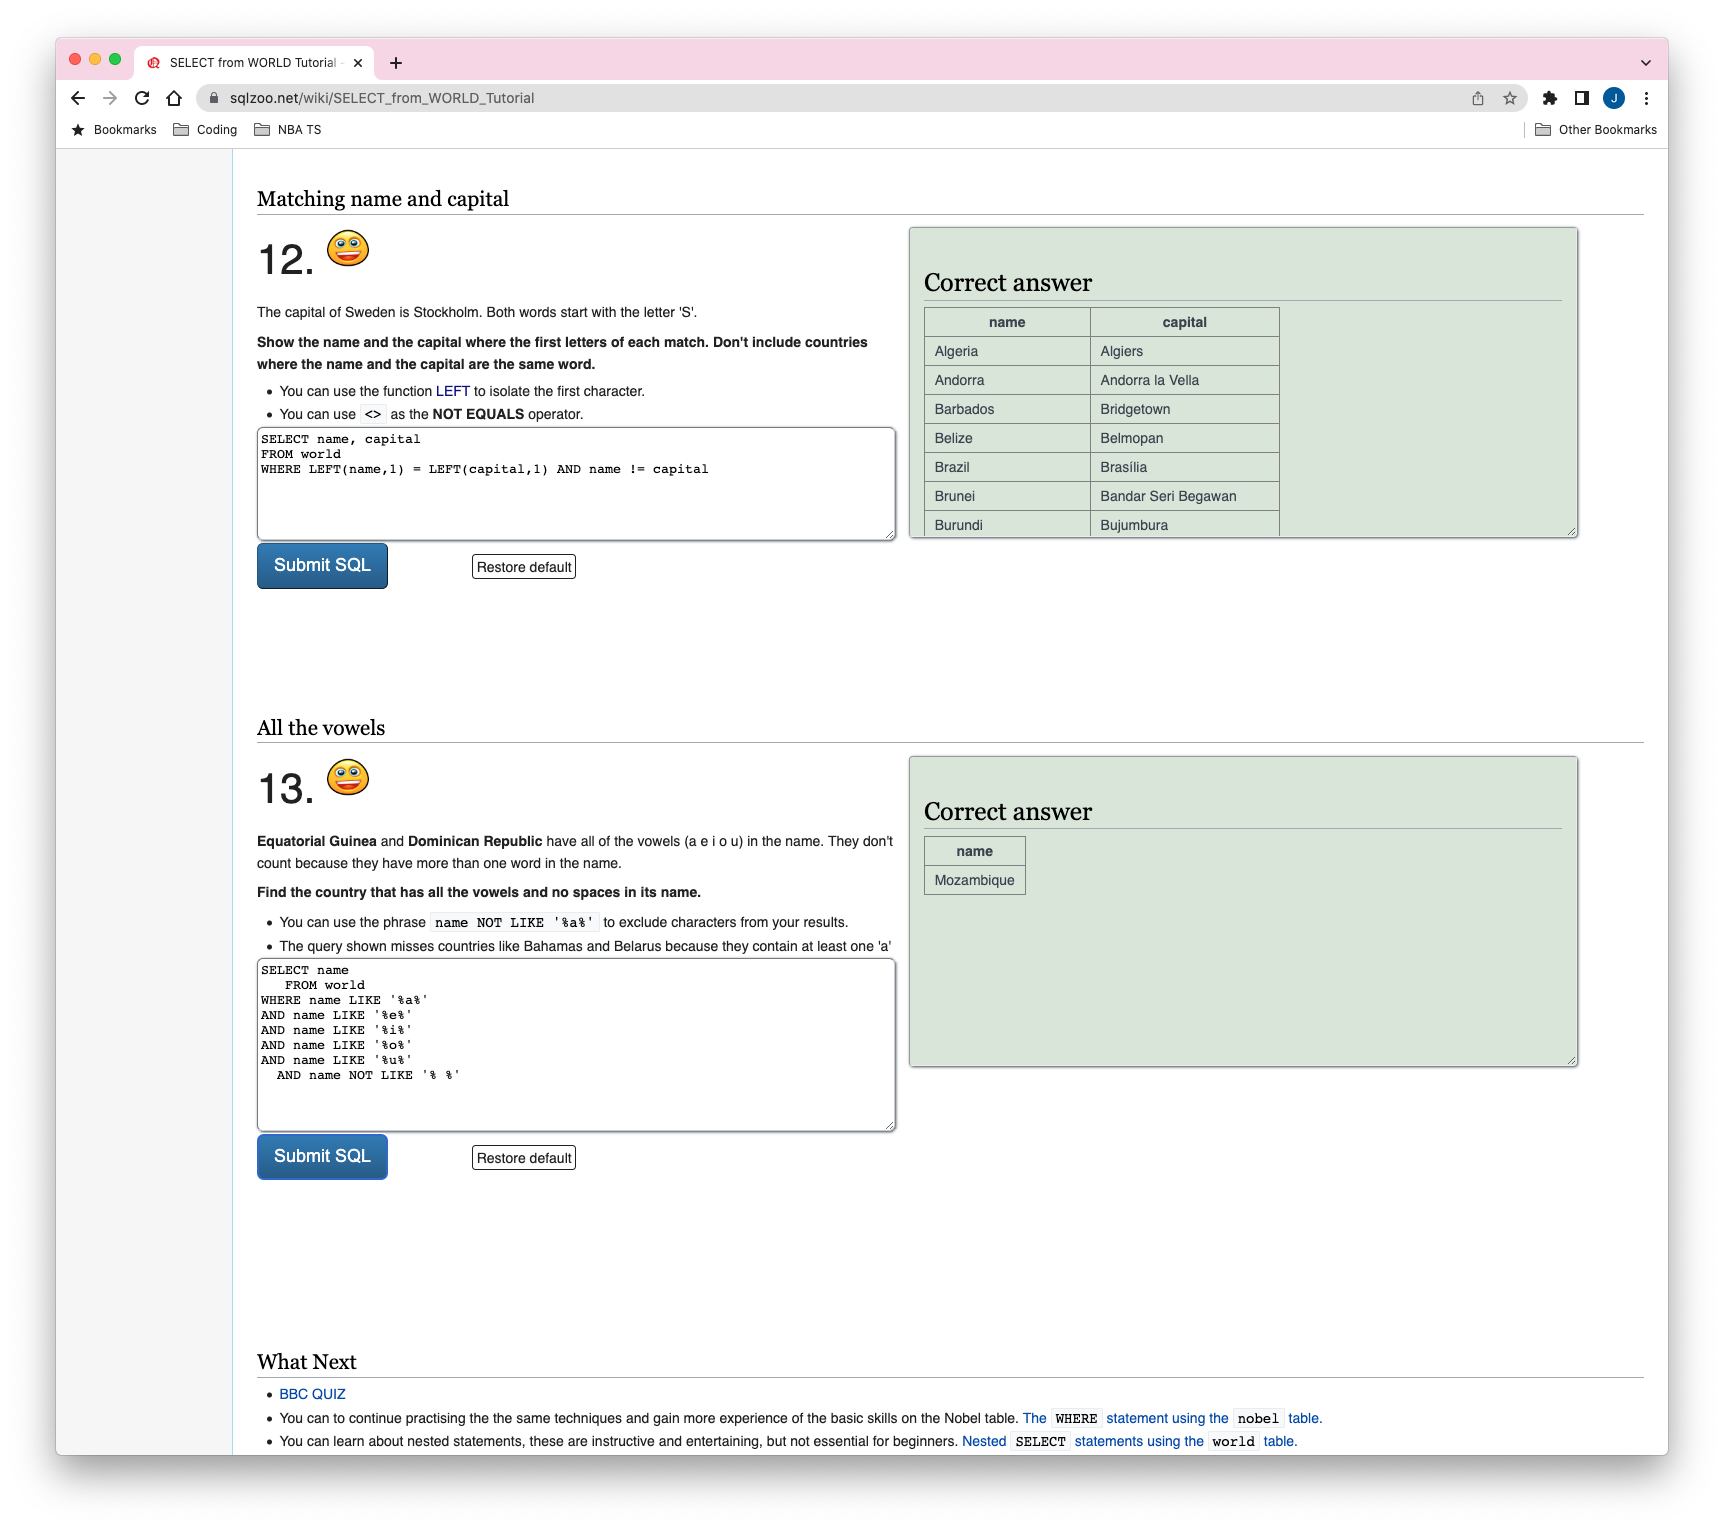 SELECT from WORLD Tutorial -
sqlzoo.net/wiki/SELECT_from_WORLD_Tutorial
J
Bookmarks
Coding
NBA TS
Other Bookmarks
Matching name and capital
12.
The capital of Sweden is Stockholm. Both words start with the letter 'S'.
Show the name and the capital where the first letters of each match. Don't include countries
where the name and the capital are the same word.
• You can use the function LEFT to isolate the first character.
• You can use <> as the NOT EQUALS operator.
SELECT name, capital
FROM world
WHERE LEFT(name,1) = LEFT(capital,1) AND name != capital
Submit SQL
Restore default
Correct answer
name capital
Algeria Algiers
Andorra Andorra la Vella
Barbados Bridgetown
Belize Belmopan
Brazil Brasília
Brunei Bandar Seri Begawan
Burundi Bujumbura
All the vowels
13.
Equatorial Guinea and Dominican Republic have all of the vowels (a e i o u) in the name. They don't
count because they have more than one word in the name.
Find the country that has all the vowels and no spaces in its name.
• You can use the phrase name NOT LIKE '%a%' to exclude characters from your results.
• The query shown misses countries like Bahamas and Belarus because they contain at least one 'a'
SELECT name
FROM world
WHERE name LIKE '%a%'
AND name LIKE '%e%'
AND name LIKE '%i%'
AND name LIKE '%o%'
AND name LIKE '%u%'
AND name NOT LIKE '% %'
Submit SQL
Restore default
Correct answer
name
Mozambique
What Next
• BBC QUIZ
• You can to continue practising the the same techniques and gain more experience of the basic skills on the Nobel table. The WHERE statement using the nobel table.
• You can learn about nested statements, these are instructive and entertaining, but not essential for beginners. Nested SELECT statements using the world table.